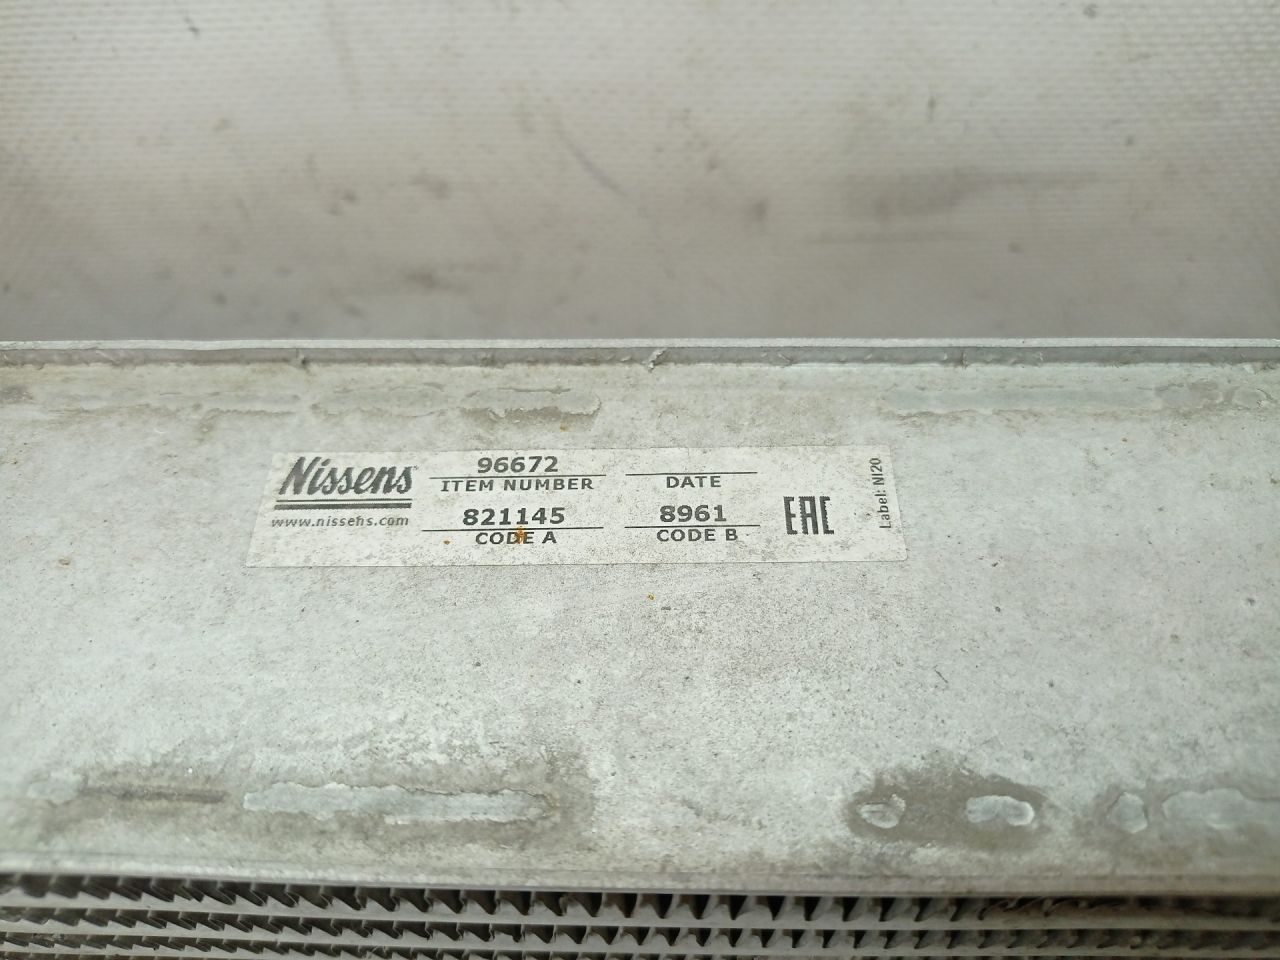 Nissens
www.nissens.com
96672
ITEM NUMBER
821145
CODE A
DATE
8961
CODE B
EAC
Label: NI20